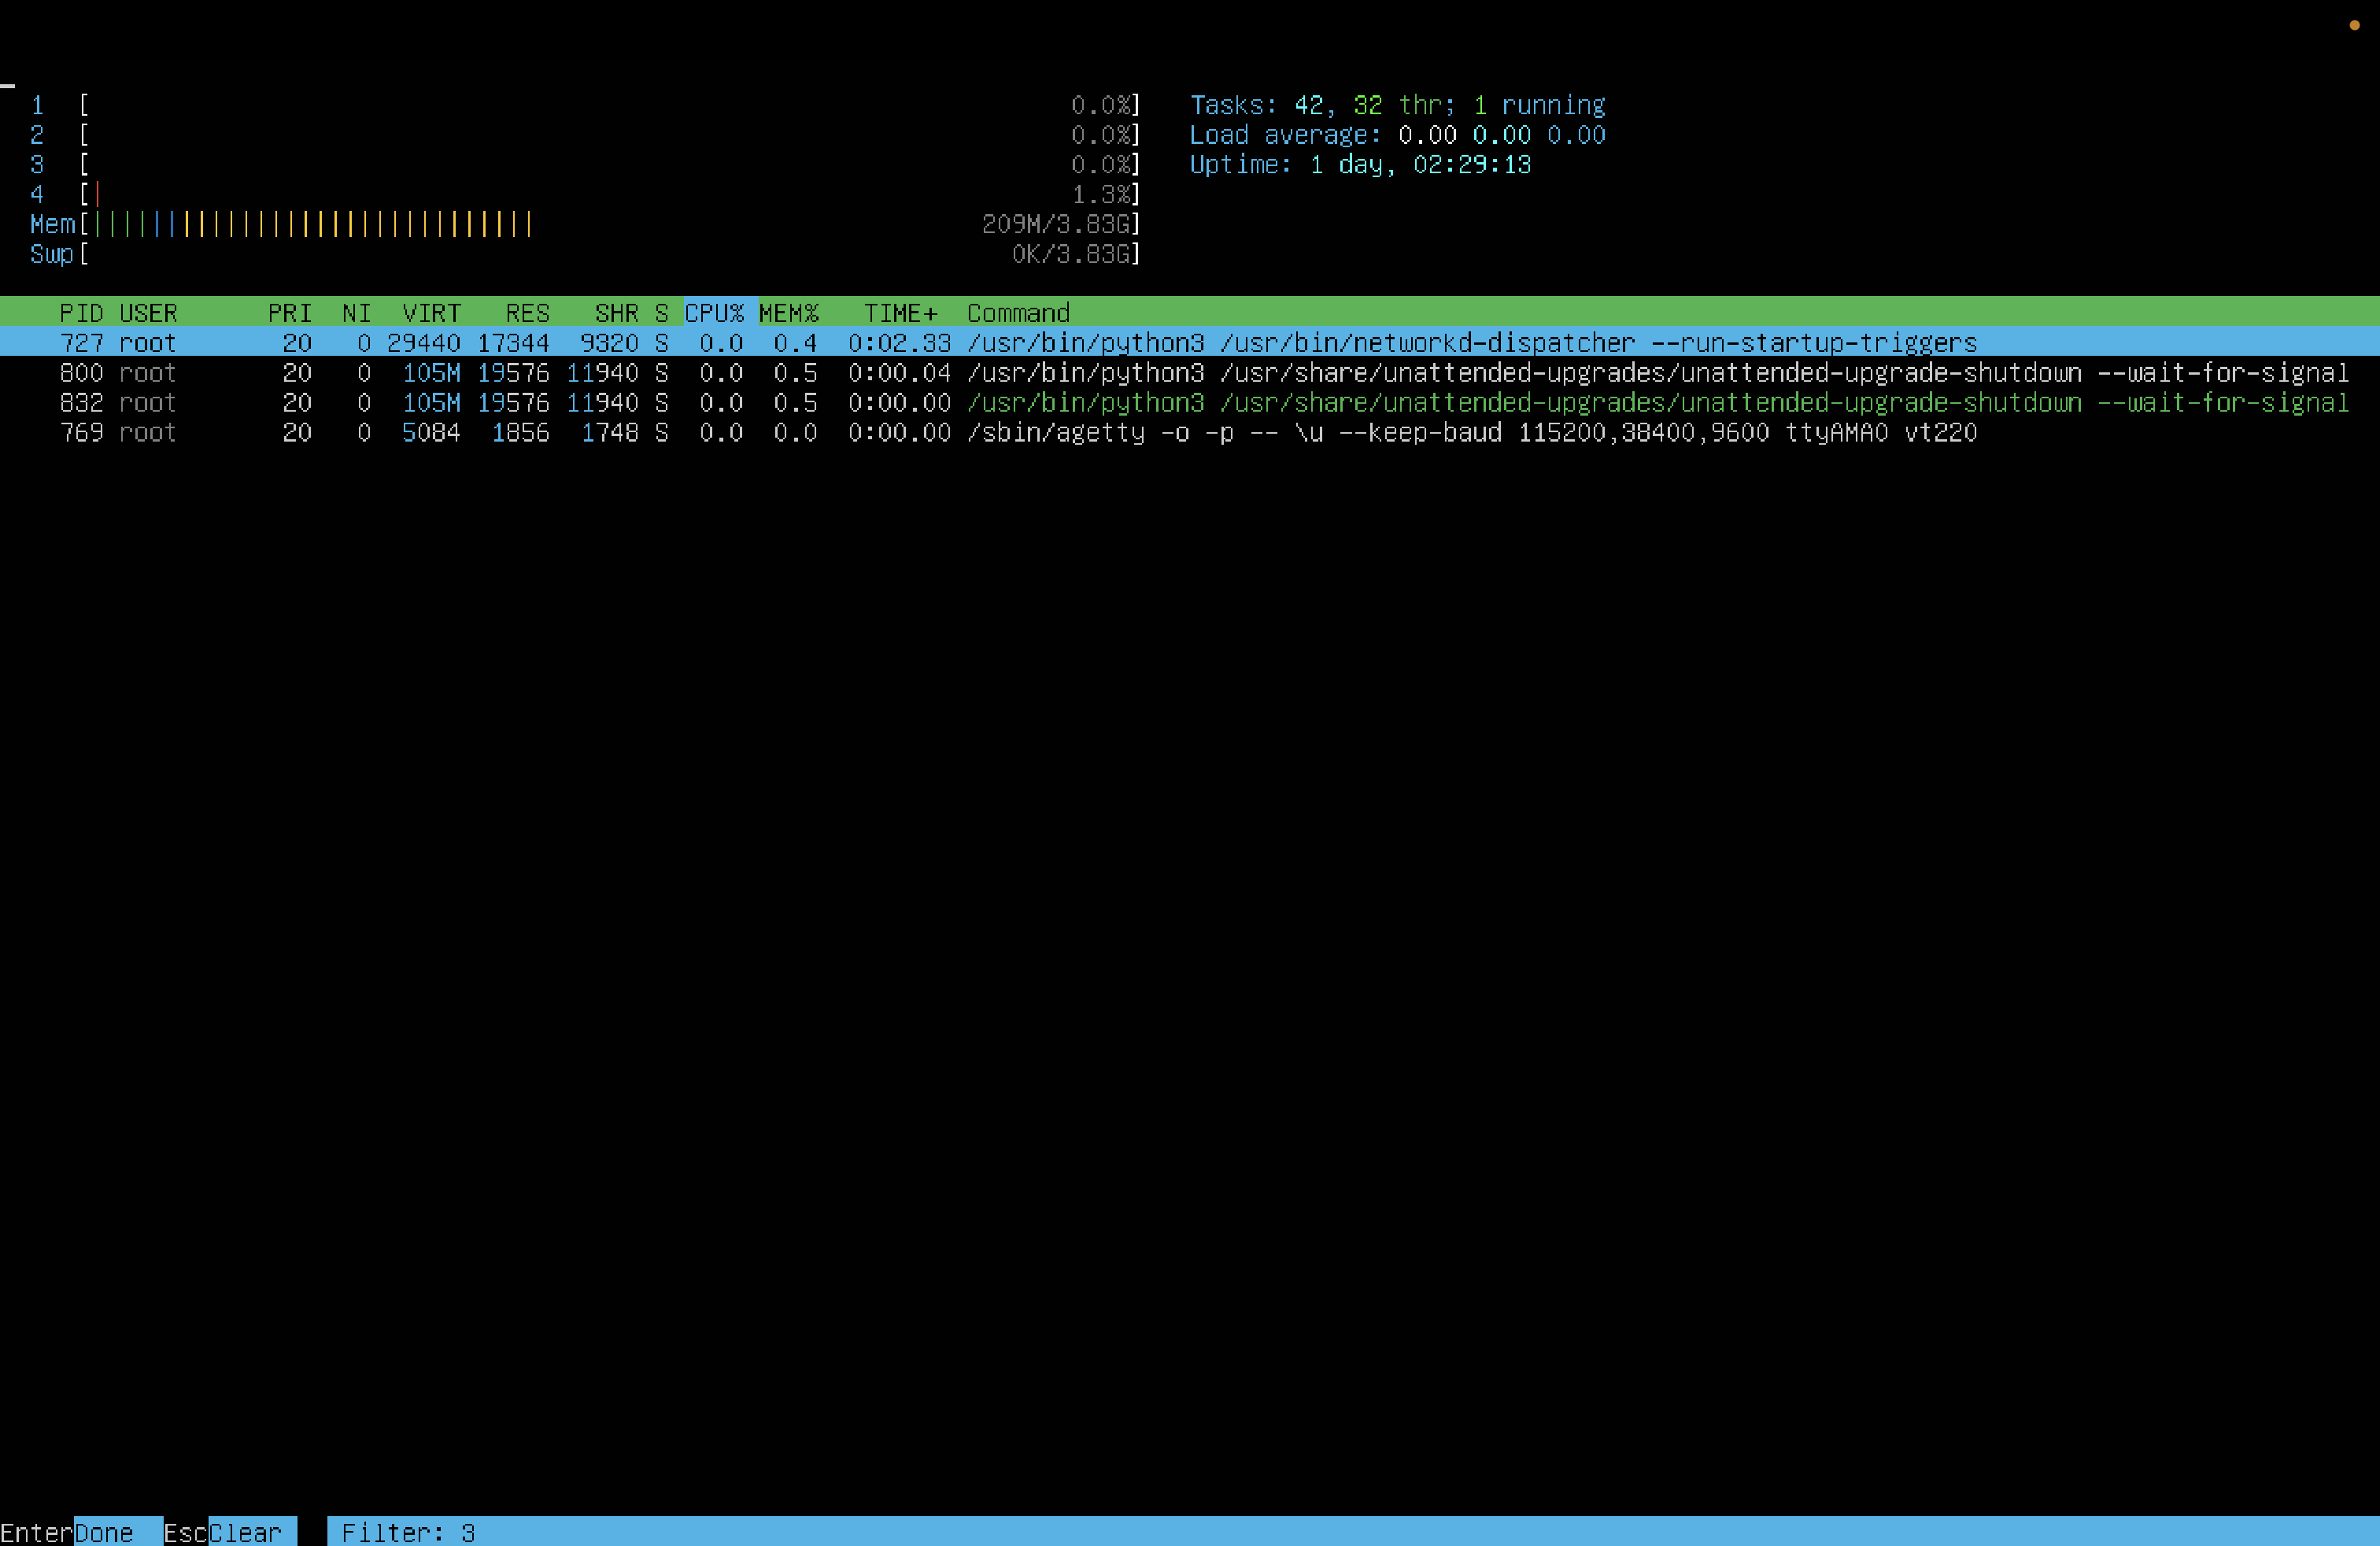 1 [ 0.0%] Tasks: 42, 32 thr; 1 running
2 [ 0.0%] Load average: 0.00 0.00 0.00
3 [ 0.0%] Uptime: 1 day, 02:29:13
4 [| 1.3%]
Mem[|||||||||||||||||||||||||||||| 209M/3.83G]
Swp[ 0K/3.83G]
PID USER PRI NI VIRT RES SHR S CPU% MEM% TIME+ Command
727 root 20 0 29440 17344 9320 S 0.0 0.4 0:02.33 /usr/bin/python3 /usr/bin/networkd-dispatcher --run-startup-triggers
800 root 20 0 105M 19576 11940 S 0.0 0.5 0:00.04 /usr/bin/python3 /usr/share/unattended-upgrades/unattended-upgrade-shutdown --wait-for-signal
832 root 20 0 105M 19576 11940 S 0.0 0.5 0:00.00 /usr/bin/python3 /usr/share/unattended-upgrades/unattended-upgrade-shutdown --wait-for-signal
769 root 20 0 5084 1856 1748 S 0.0 0.0 0:00.00 /sbin/agetty -o -p -- \u --keep-baud 115200,38400,9600 ttyAMA0 vt220
EnterDone EscClear Filter: 3